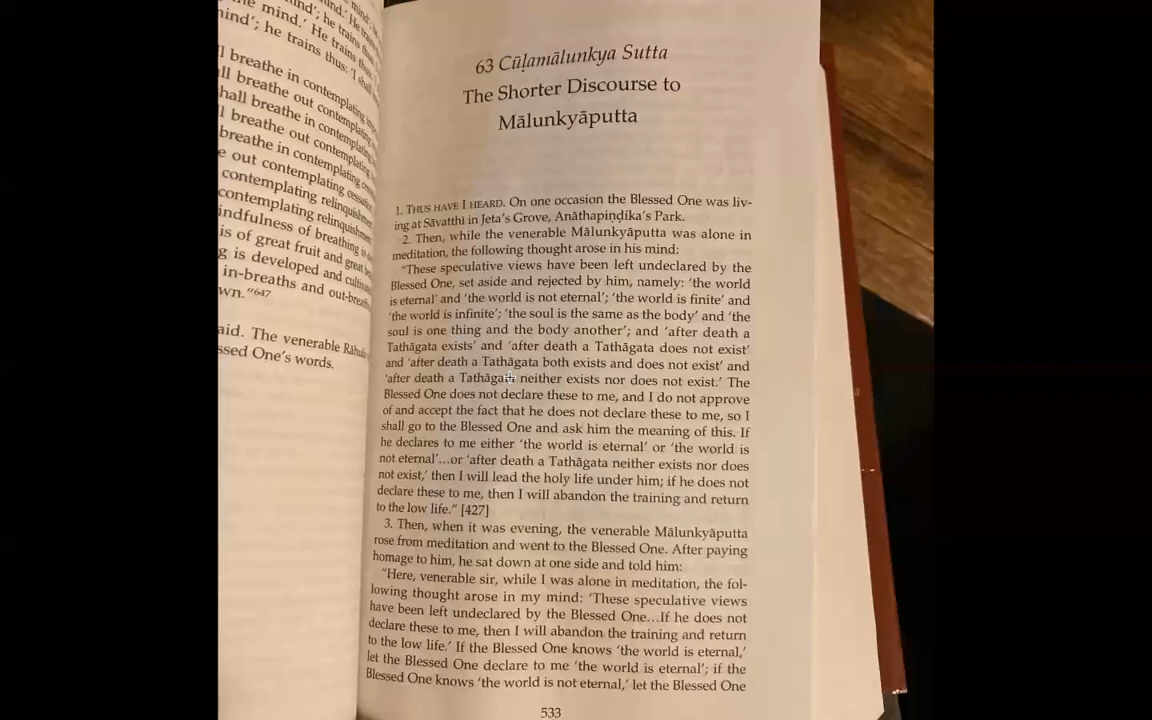 the mind.' He trains thus:
mind'; he trains thus: 'I shall
ll breathe in contemplating
all breathe out contemplating
shall breathe in contemplating
ll breathe out contemplating
breathe in contemplating
e out contemplating cessation
contemplating relinquishment
contemplating relinquishment
indfulness of breathing is
is of great fruit and great
g is developed and
in-breaths and
wn."647
aid. The venerable Rāhula
ssed One's words.
63 Cūḷamālunkya Sutta
The Shorter Discourse to
Mālunkyāputta
1. THUS HAVE I HEARD. On one occasion the Blessed One was liv-
ing at Sāvatthī in Jeta's Grove, Anāthapiṇḍika's Park.
2. Then, while the venerable Mālunkyāputta was alone in
meditation, the following thought arose in his mind:
"These speculative views have been left undeclared by the
Blessed One, set aside and rejected by him, namely: 'the world
is eternal' and 'the world is not eternal'; 'the world is finite' and
'the world is infinite'; 'the soul is the same as the body' and 'the
soul is one thing and the body another'; and 'after death a
Tathāgata exists' and 'after death a Tathāgata does not exist'
and 'after death a Tathāgata both exists and does not exist' and
'after death a Tathāgata neither exists nor does not exist.' The
Blessed One does not declare these to me, and I do not approve
of and accept the fact that he does not declare these to me, so I
shall go to the Blessed One and ask him the meaning of this. If
he declares to me either 'the world is eternal' or 'the world is
not eternal'…or 'after death a Tathāgata neither exists nor does
not exist,' then I will lead the holy life under him; if he does not
declare these to me, then I will abandon the training and return
to the low life." [427]
3. Then, when it was evening, the venerable Mālunkyāputta
rose from meditation and went to the Blessed One. After paying
homage to him, he sat down at one side and told him:
"Here, venerable sir, while I was alone in meditation, the fol-
lowing thought arose in my mind: 'These speculative views
have been left undeclared by the Blessed One…If he does not
declare these to me, then I will abandon the training and return
to the low life.' If the Blessed One knows 'the world is eternal,'
let the Blessed One declare to me 'the world is eternal'; if the
Blessed One knows 'the world is not eternal,' let the Blessed One
533